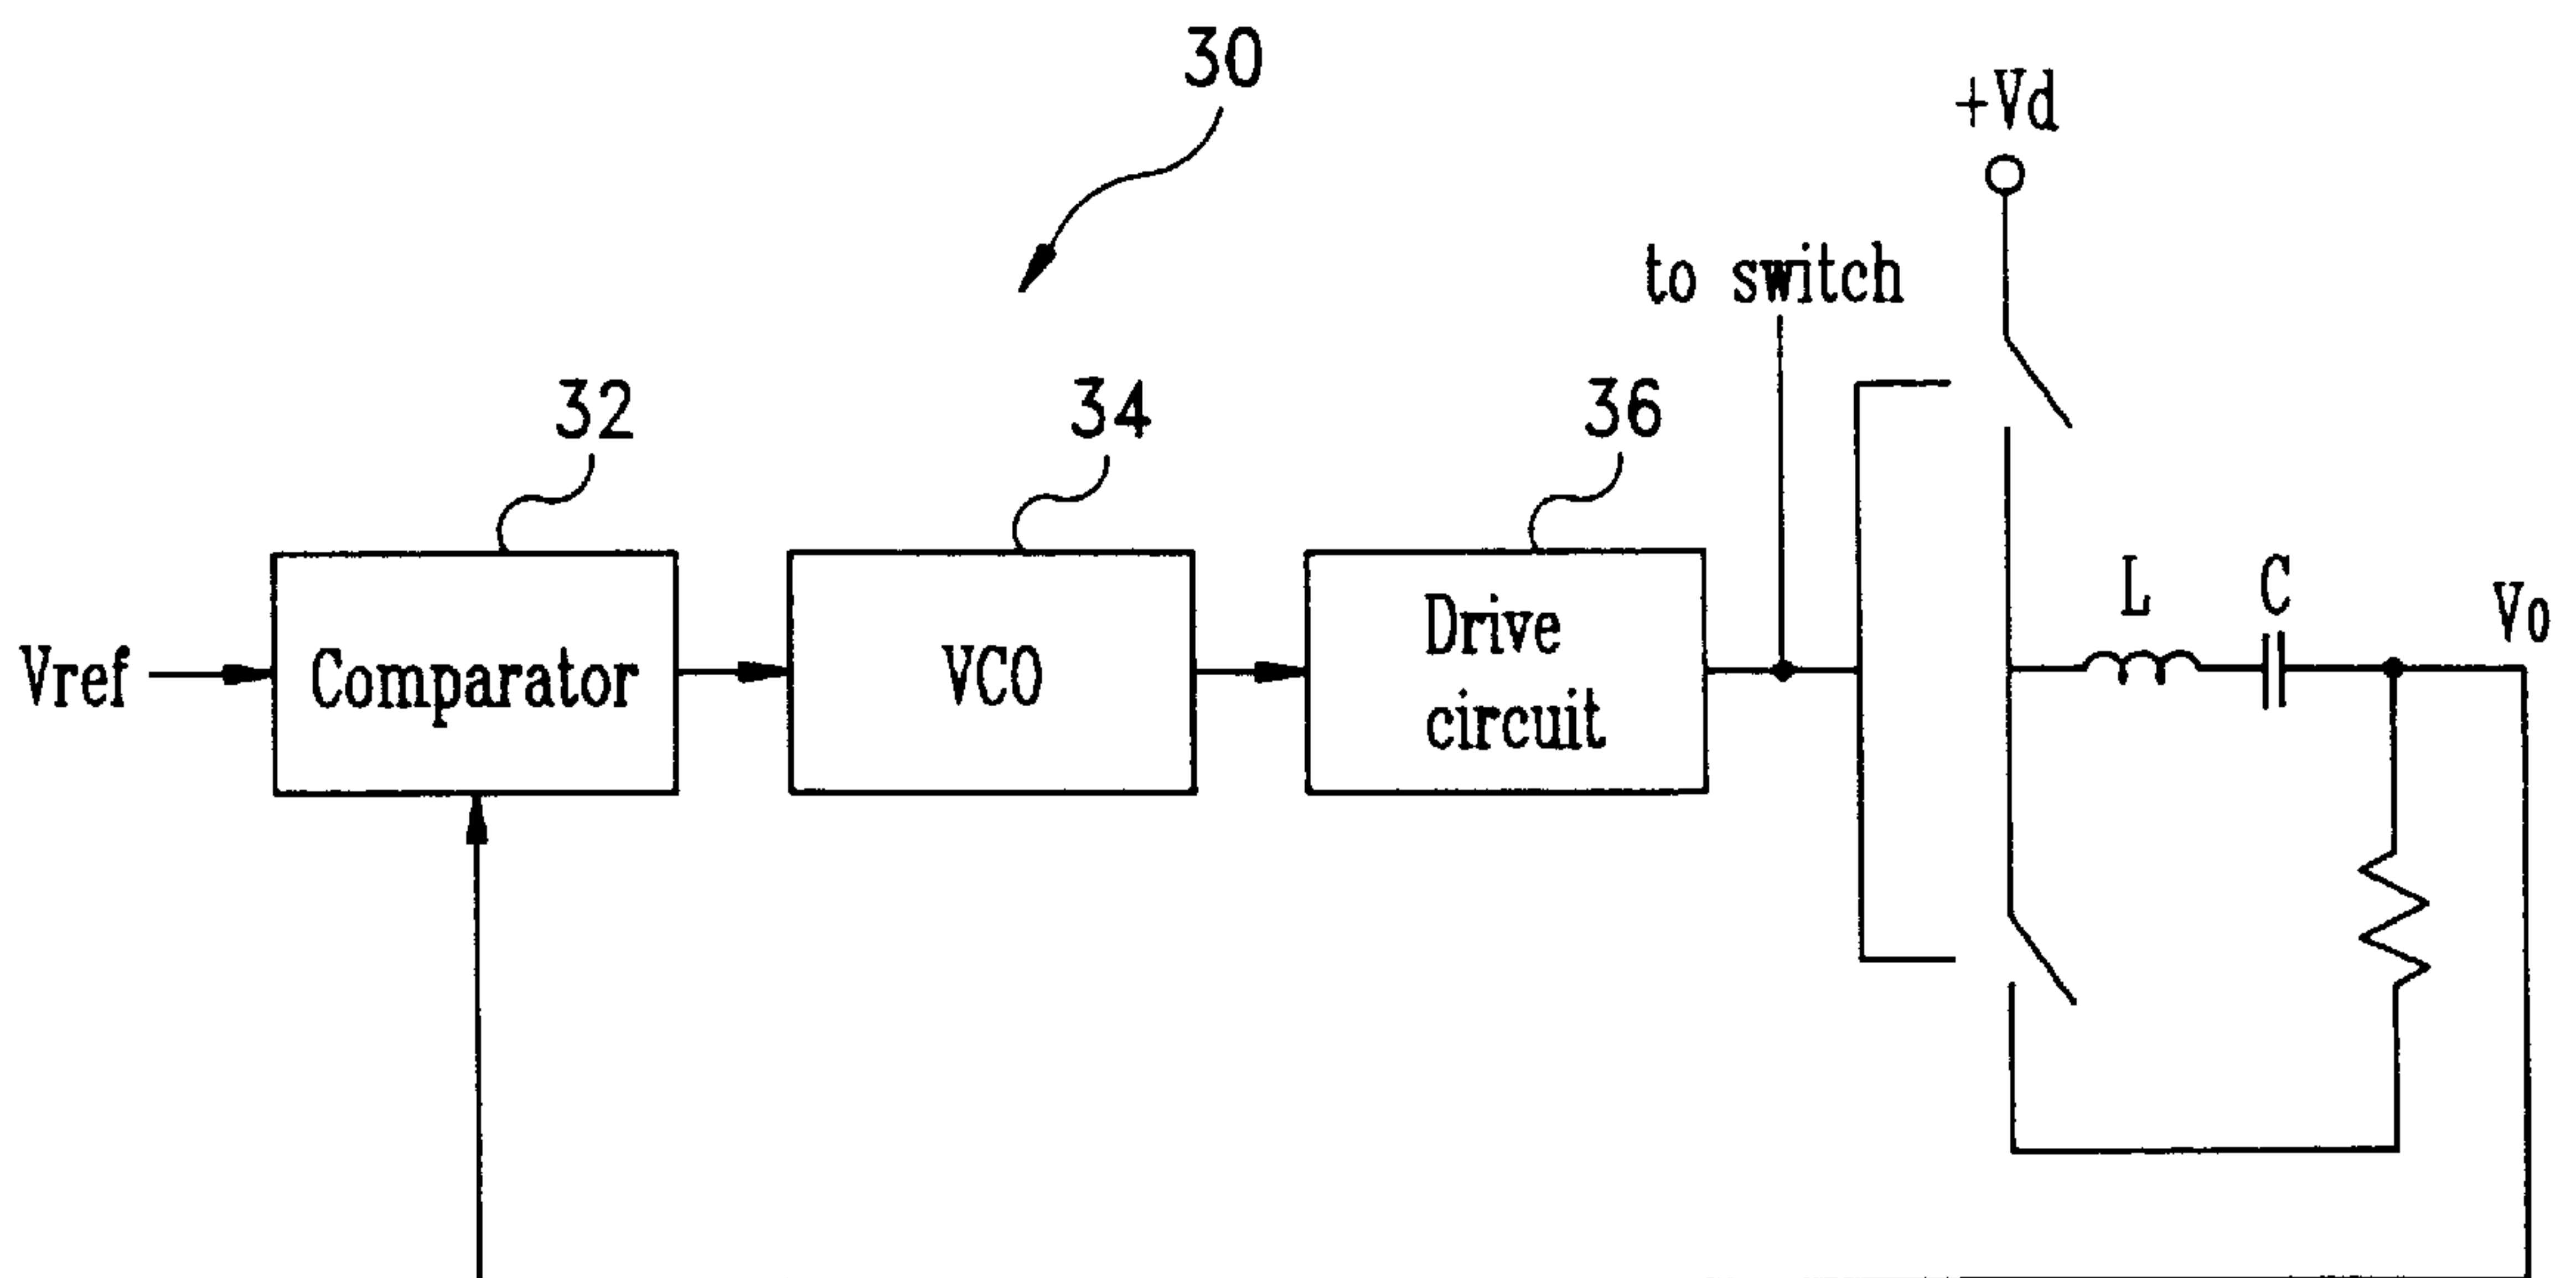 30
+Vd
to switch
32
34
36
L
C
Vo
Vref
Comparator
VCO
Drive
circuit